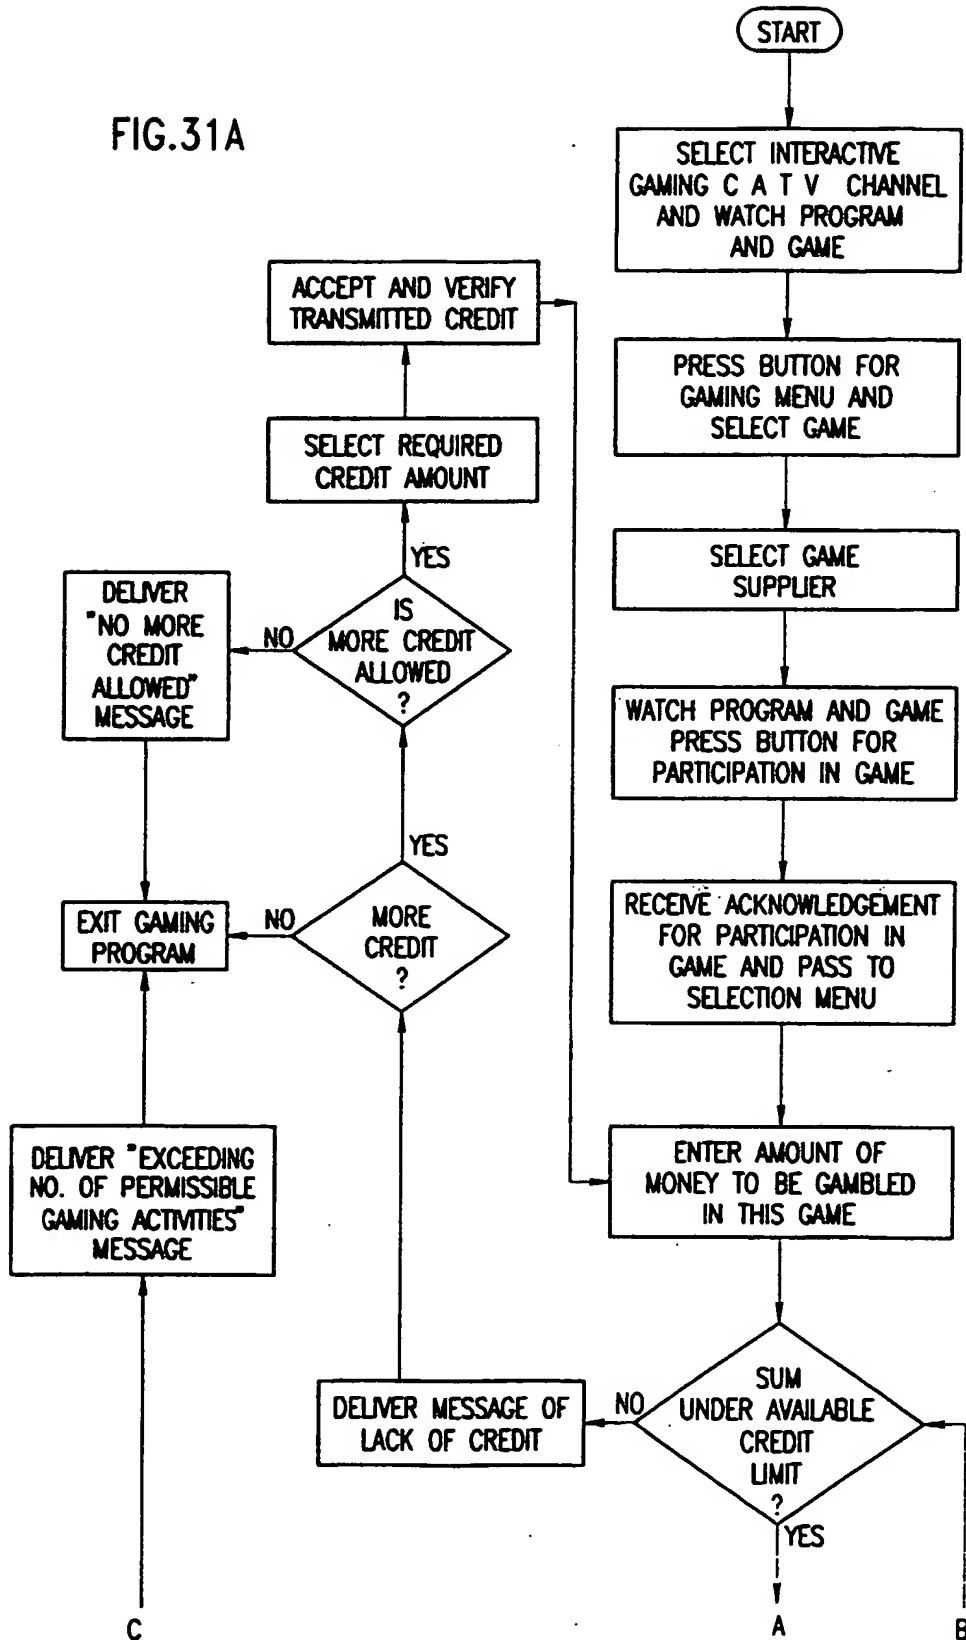 FIG.31A
START
SELECT INTERACTIVE
GAMING C A T V CHANNEL
AND WATCH PROGRAM
AND GAME
PRESS BUTTON FOR
GAMING MENU AND
SELECT GAME
SELECT GAME
SUPPLIER
WATCH PROGRAM AND GAME
PRESS BUTTON FOR
PARTICIPATION IN GAME
RECEIVE ACKNOWLEDGEMENT
FOR PARTICIPATION IN
GAME AND PASS TO
SELECTION MENU
ENTER AMOUNT OF
MONEY TO BE GAMBLED
IN THIS GAME
SUM
UNDER AVAILABLE
CREDIT
LIMIT
?
NO
YES
A
B
DELIVER MESSAGE OF
LACK OF CREDIT
MORE
CREDIT
?
NO
YES
IS
MORE CREDIT
ALLOWED
?
NO
YES
SELECT REQUIRED
CREDIT AMOUNT
ACCEPT AND VERIFY
TRANSMITTED CREDIT
DELIVER
"NO MORE
CREDIT
ALLOWED"
MESSAGE
EXIT GAMING
PROGRAM
DELIVER "EXCEEDING
NO. OF PERMISSIBLE
GAMING ACTIVITIES"
MESSAGE
C